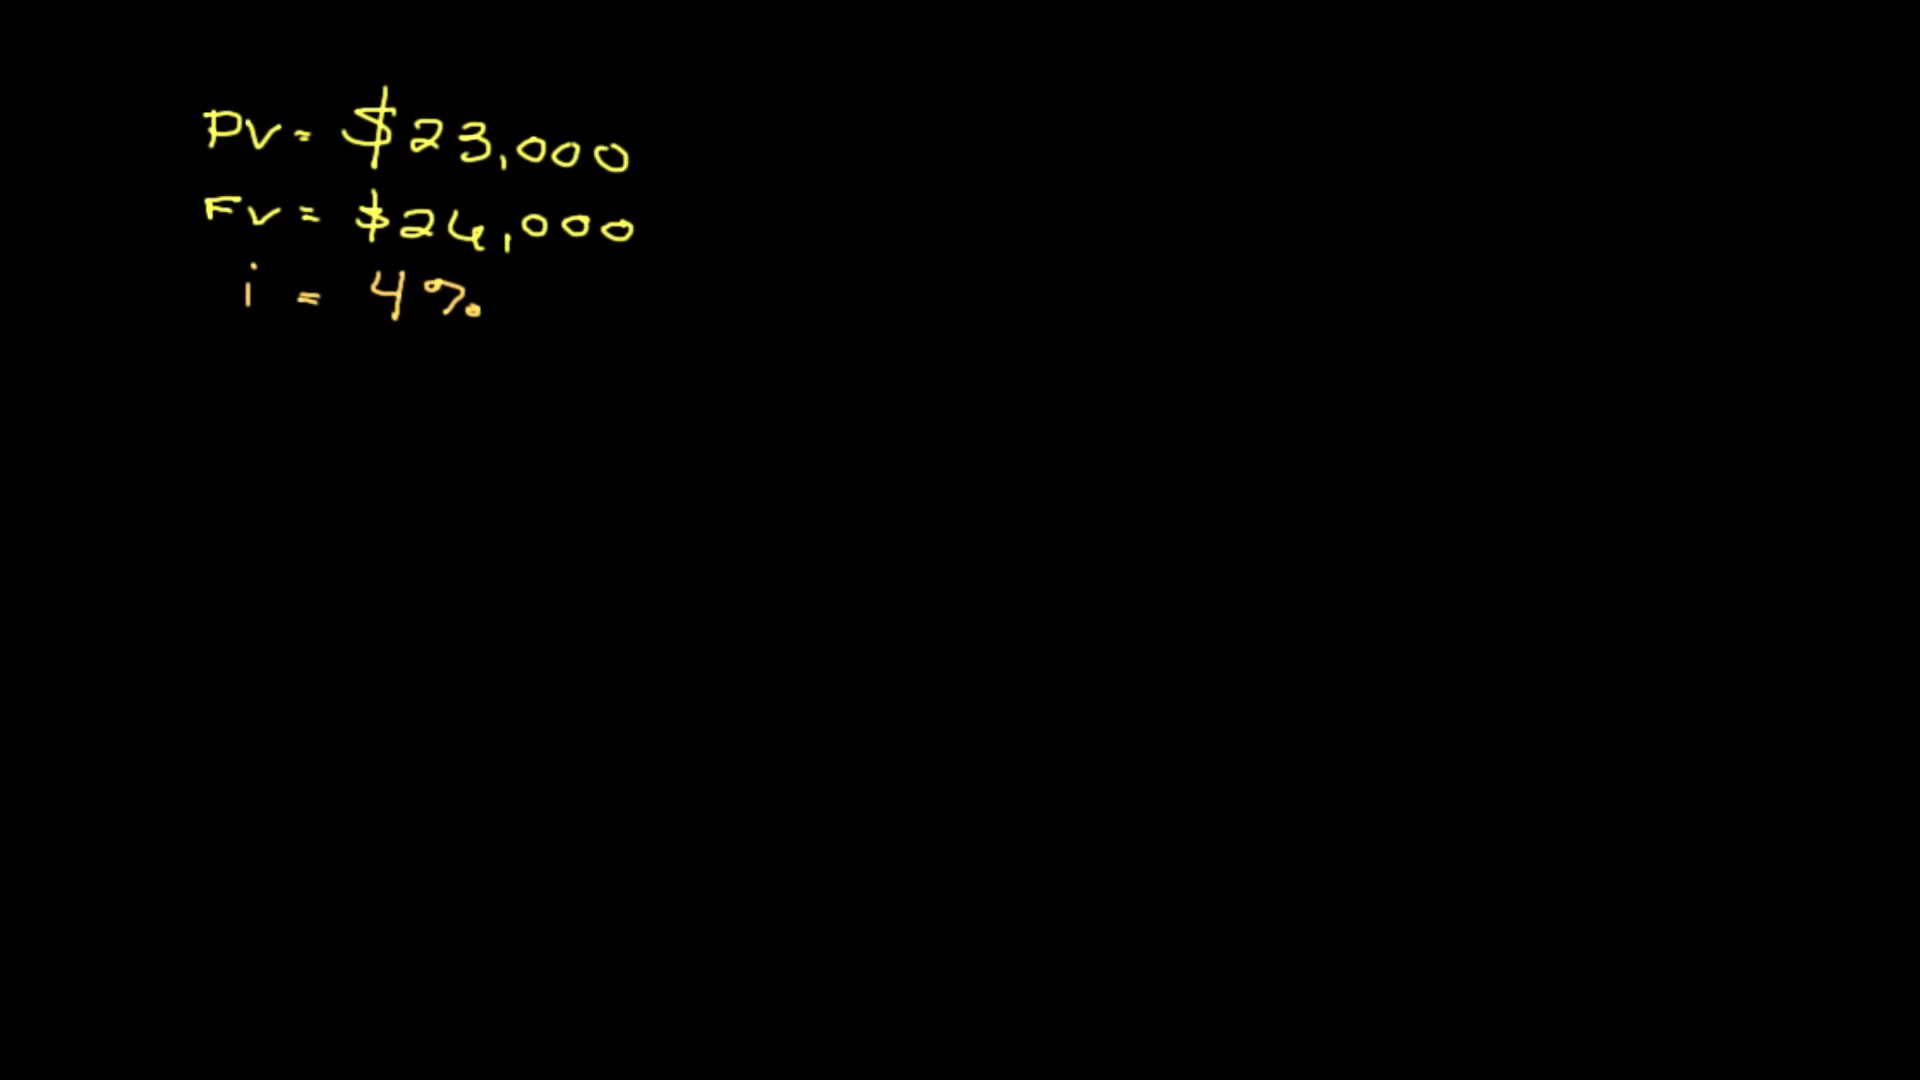 PV = $23,000
FV = $24,000
i = 4%